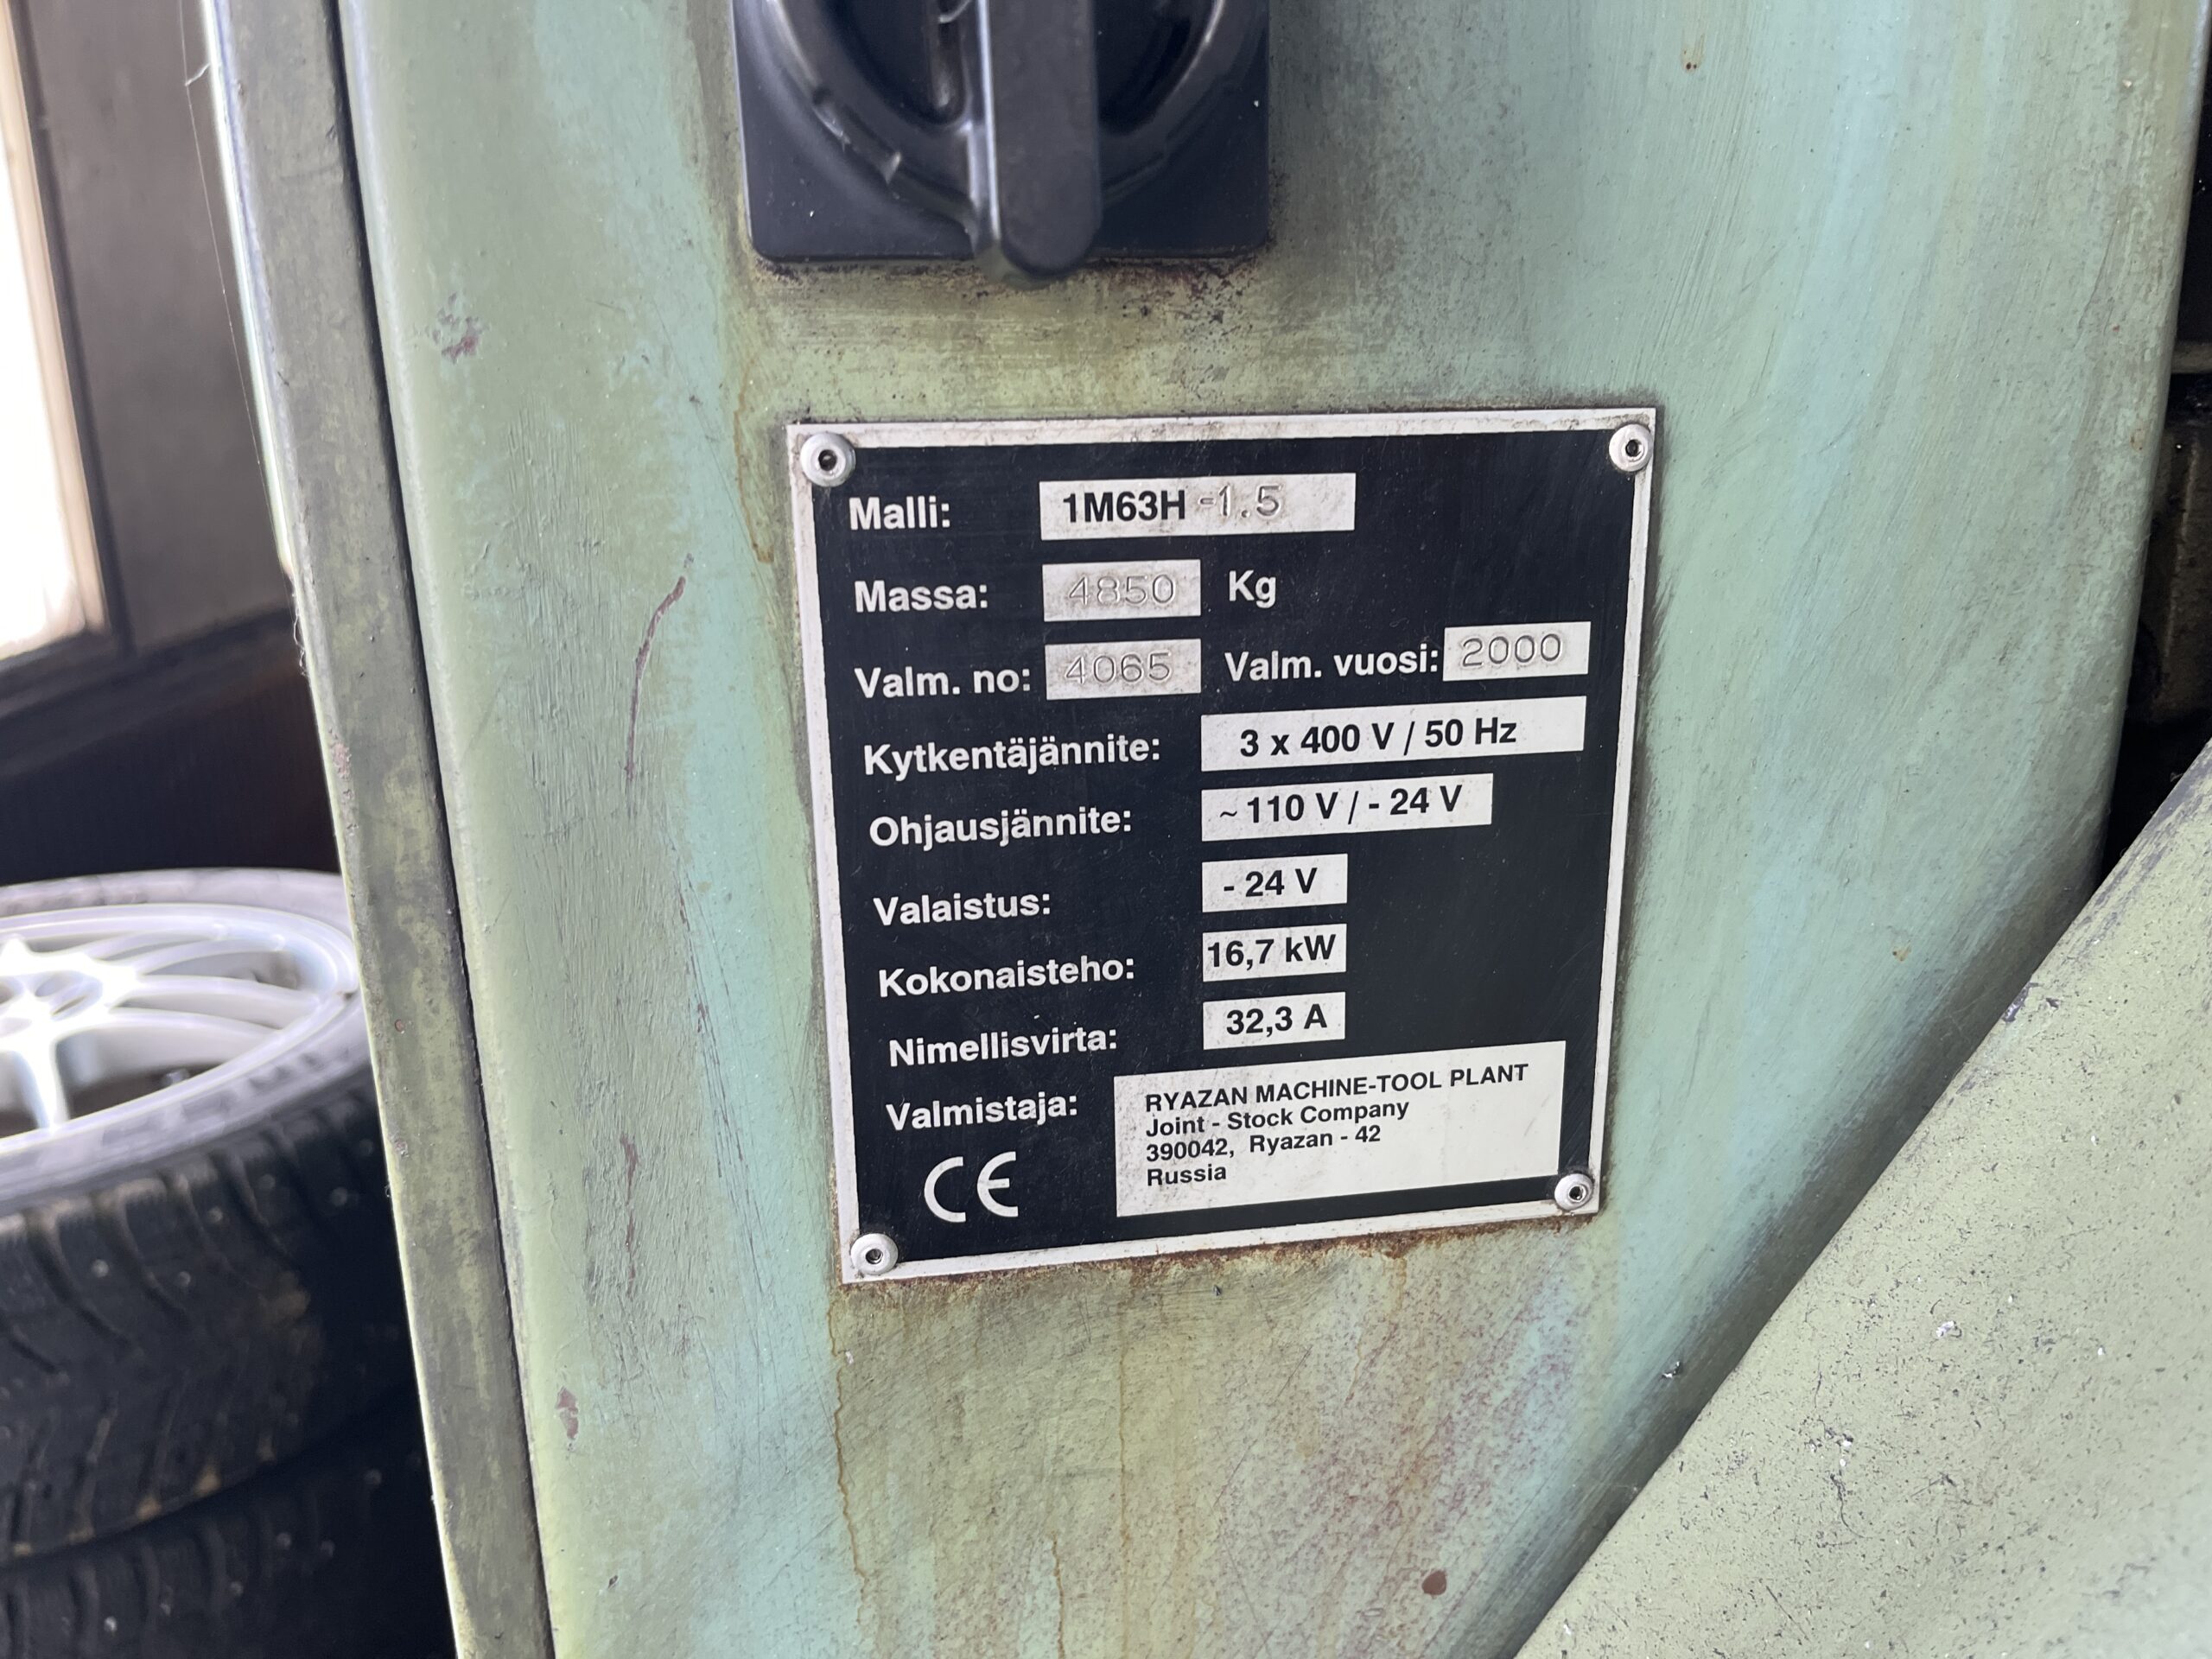 Malli: 1M63H -1.5
Massa: 4850 Kg
Valm. no: 4065 Valm. vuosi: 2000
Kytkentäjännite: 3 x 400 V / 50 Hz
Ohjausjännite: ~ 110 V / - 24 V
Valaistus: - 24 V
Kokonaisteho: 16,7 kW
Nimellisvirta: 32,3 A
Valmistaja: RYAZAN MACHINE-TOOL PLANT
Joint - Stock Company
390042, Ryazan - 42
Russia
CE